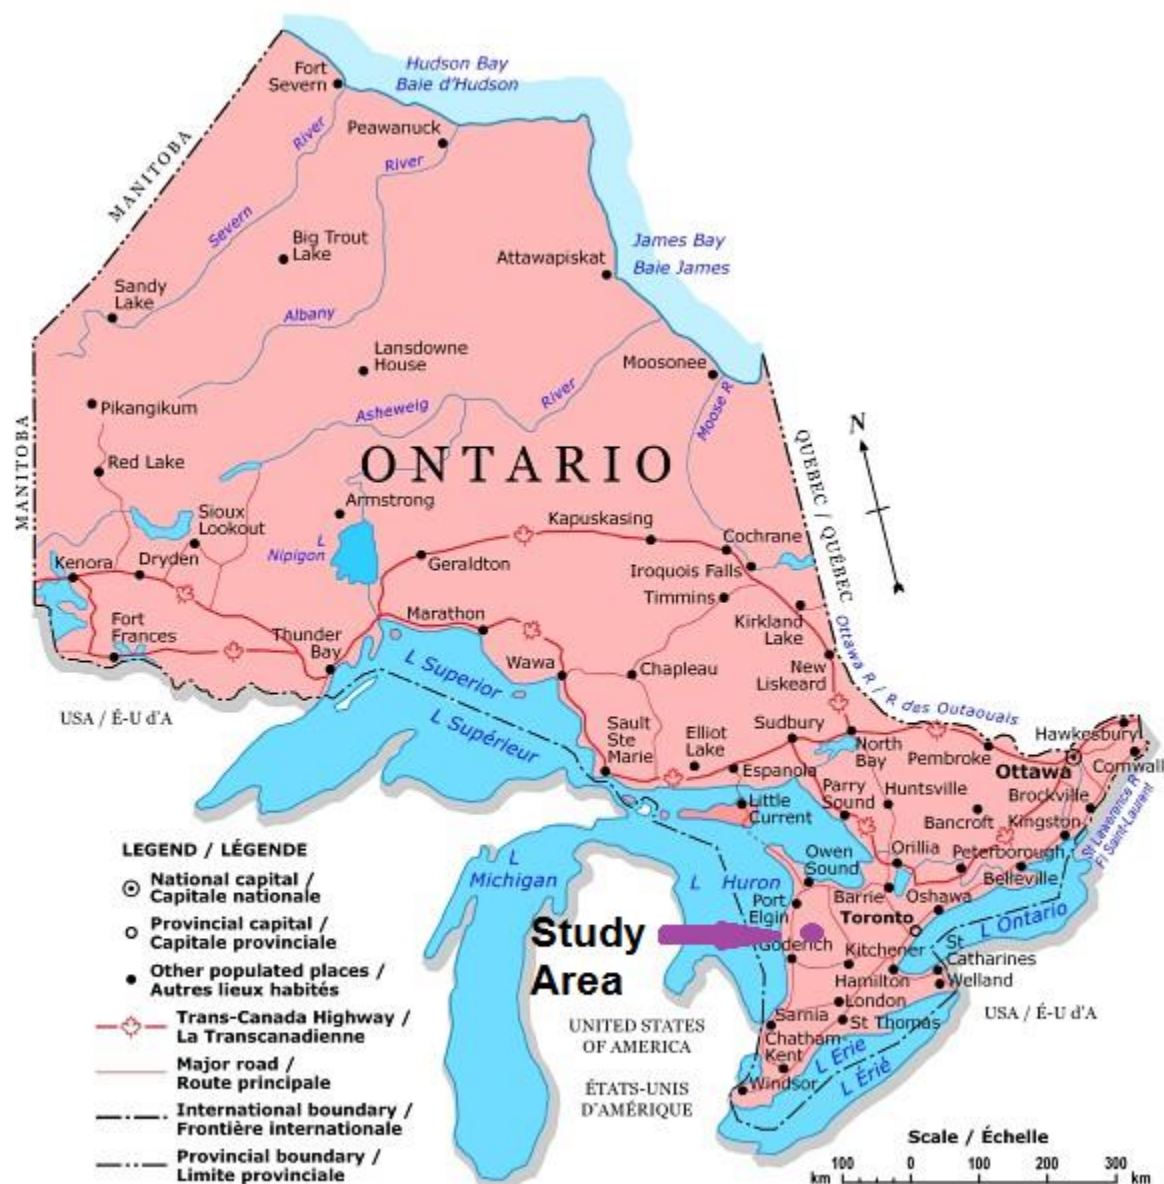 Hudson Bay
Baie d'Hudson
Fort
Severn
Peawanuck
River
River
MANITOBA
Severn
Big Trout
Lake
Attawapiskat
James Bay
Baie James
Sandy
Lake
Albany
Lansdowne
House
Moosonee
River
Moose R
Pikangikum
Asheweig
MANITOBA
ONTARIO
N
QUEBEC / QUÉBEC
Red Lake
Armstrong
Sioux
Lookout
Kapuskasing
L
Nipigon
Cochrane
Kenora
Dryden
Geraldton
Iroquois Falls
Timmins
Fort
Frances
Thunder
Bay
Marathon
Kirkland
Lake
Ottawa R / R des Outaouais
L Superior
Wawa
Chapleau
New
Liskeard
USA / É-U d'A
L Supérieur
Sault
Ste
Marie
Elliot
Lake
Sudbury
North
Bay
Pembroke
Hawkesbury
Ottawa
Cornwall
Espanola
Parry
Sound
Huntsville
Brockville
Little
Current
Bancroft
Kingston
St Lawerence R
Fl Saint-Laurent
Owen
Sound
Orillia
Peterborough
Belleville
L
Michigan
L Huron
Port
Elgin
Barrie
Oshawa
Toronto
L Ontario
Study
Area
Goderich
Kitchener
St
Catharines
Hamilton
Welland
London
Sarnia
St Thomas
USA / É-U d'A
UNITED STATES
OF AMERICA
Chatham
Kent
L Erie
L Érié
Windsor
ÉTATS-UNIS
D'AMÉRIQUE
LEGEND / LÉGENDE
National capital /
Capitale nationale
Provincial capital /
Capitale provinciale
Other populated places /
Autres lieux habités
Trans-Canada Highway /
La Transcanadienne
Major road /
Route principale
International boundary /
Frontière internationale
Provincial boundary /
Limite provinciale
Scale / Échelle
100 0 100 200 300
km km